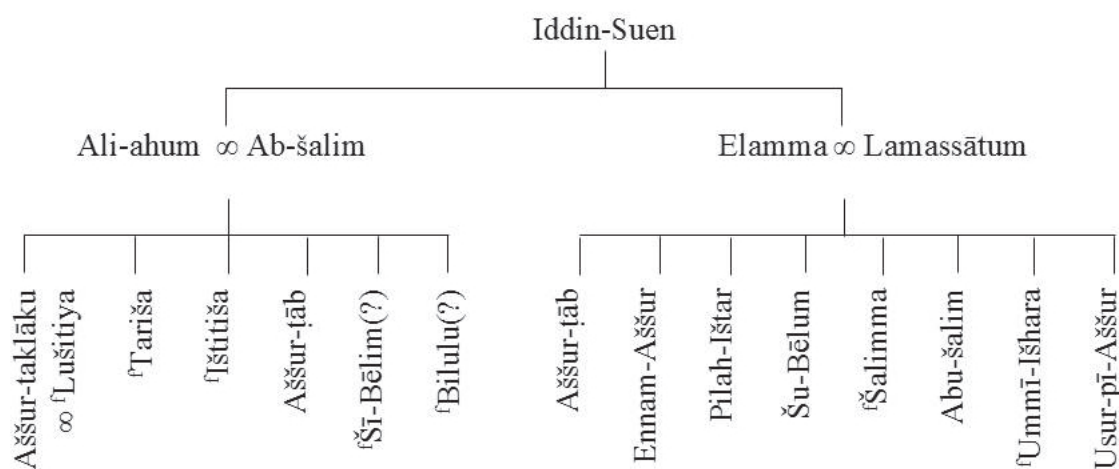 Iddin-Suen
Ali-ahum ∞ Ab-šalim
Elamma ∞ Lamassātum
Aššur-taklāku
∞ ᶠLušitiya
ᶠTariša
ᶠIštitiša
Aššur-ṭāb
ᶠŠī-Bēlim(?)
ᶠBilulu(?)
Aššur-ṭāb
Ennam-Aššur
Pilah-Ištar
Šu-Bēlum
ᶠŠalimma
Abu-šalim
ᶠUmmī-Išhara
Usur-pī-Aššur